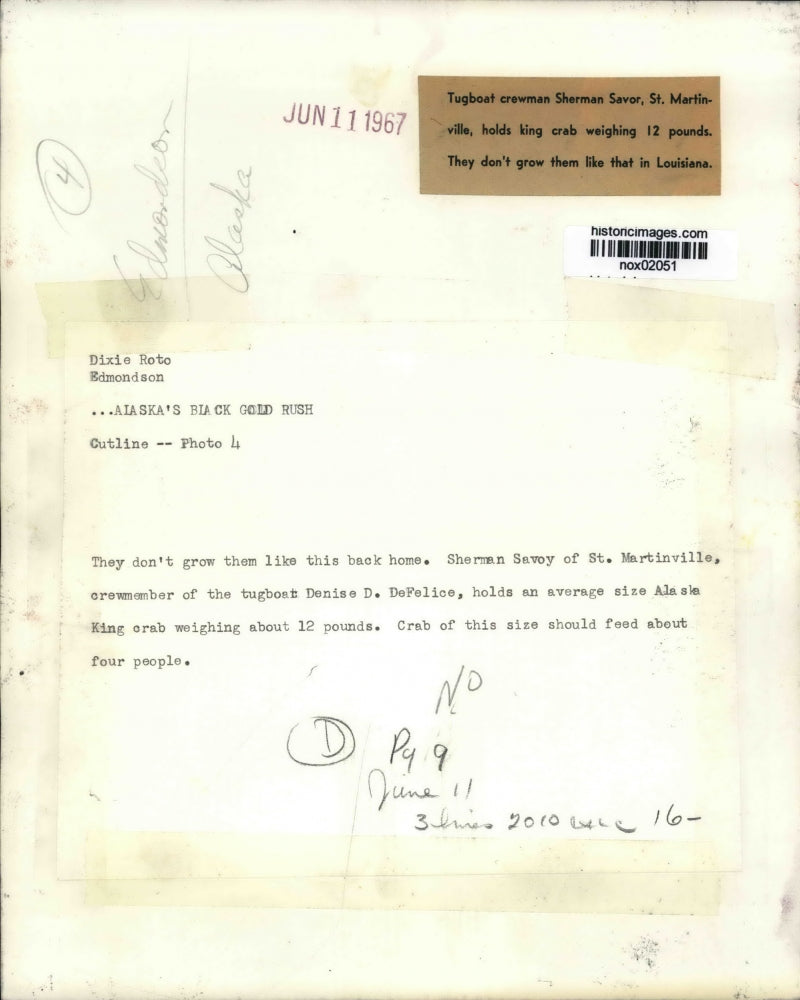 JUN 11 1967
Tugboat crewman Sherman Savor, St. Martin-
ville, holds king crab weighing 12 pounds.
They don't grow them like that in Louisiana.
4
Edmondson
Alaska
historicimages.com
nox02051
Dixie Roto
Edmondson
...ALASKA'S BLACK GOLD RUSH
Cutline -- Photo 4
They don't grow them like this back home. Sherman Savoy of St. Martinville,
crewmember of the tugboat Denise D. DeFelice, holds an average size Alaska
King crab weighing about 12 pounds. Crab of this size should feed about
four people.
NO
D
Pg 9
June 11
3 lines 2010 16-